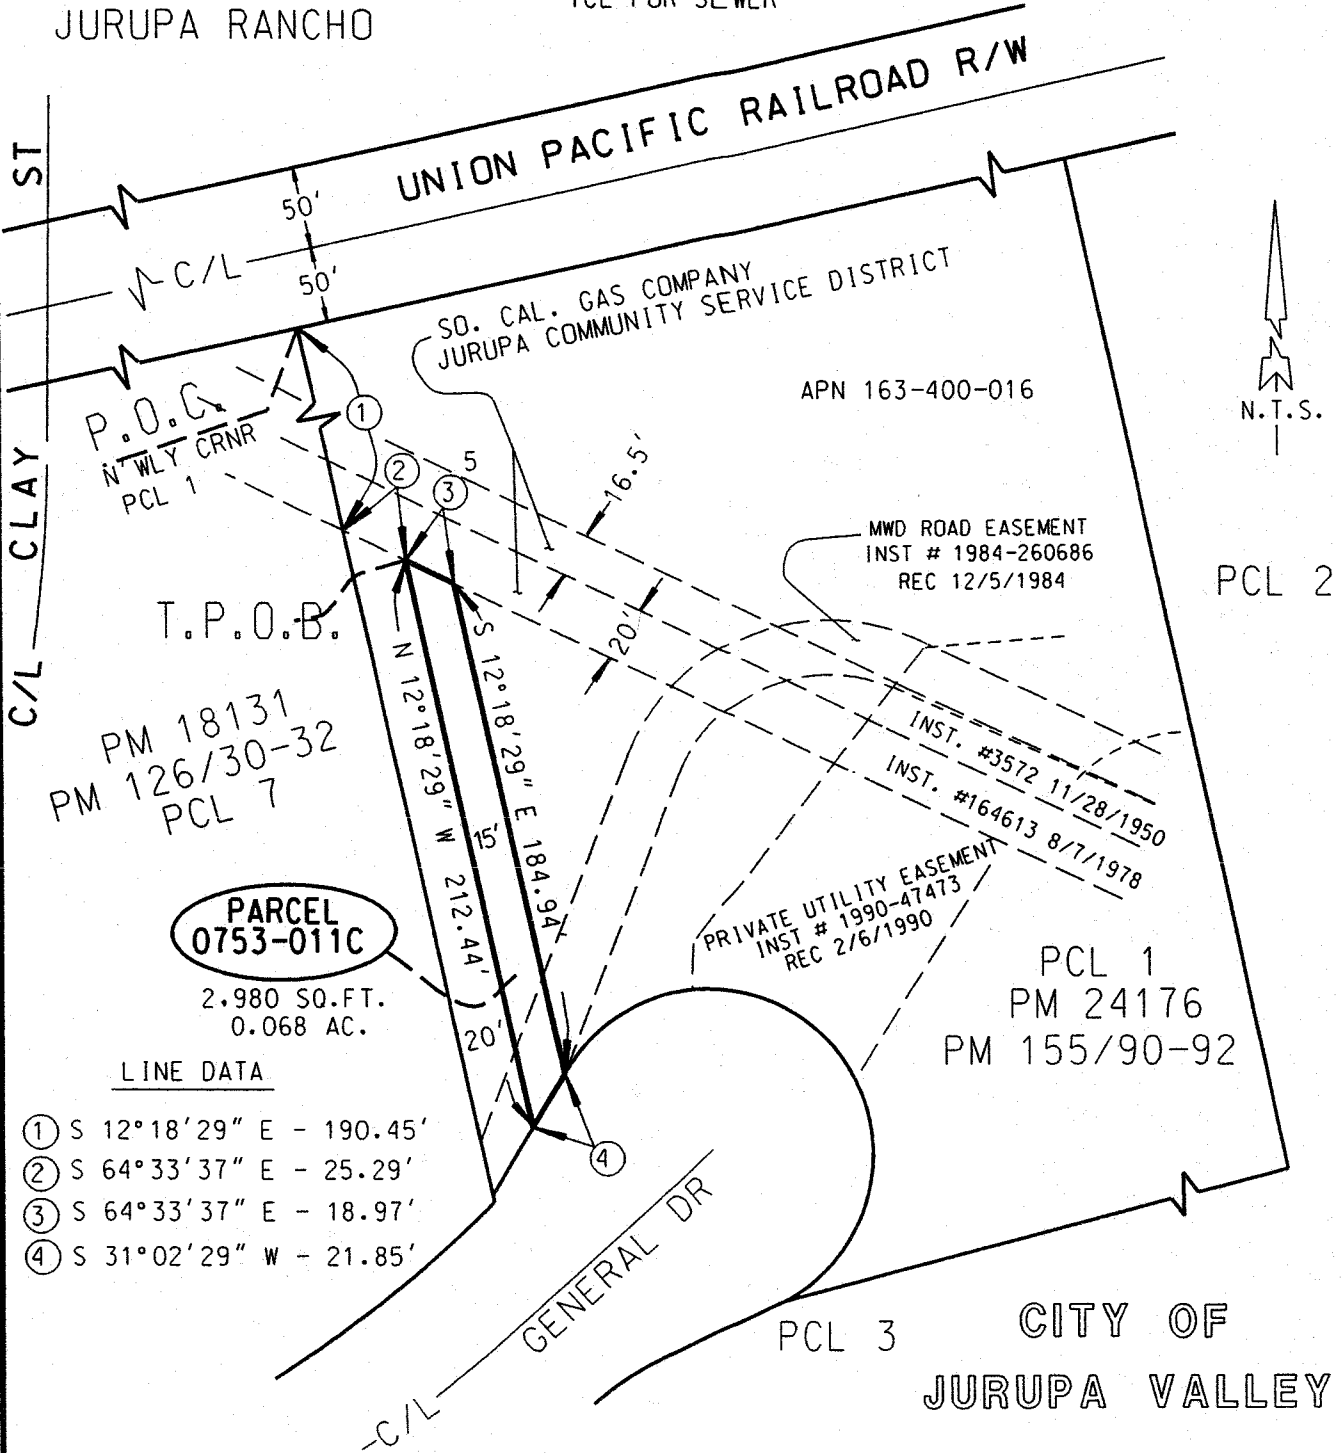 JURUPA RANCHO
TCE FOR SEWER
UNION PACIFIC RAILROAD R/W
50'
C/L
50'
C/L CLAY ST
SO. CAL. GAS COMPANY
JURUPA COMMUNITY SERVICE DISTRICT
APN 163-400-016
N.T.S.
P.O.C.
N'WLY CRNR
PCL 1
1
2
3
5
16.5'
MWD ROAD EASEMENT
INST # 1984-260686
REC 12/5/1984
PCL 2
T.P.O.B.
20'
N 12°18'29" W 212.44'
S 12°18'29" E 184.94'
15'
PM 18131
PM 126/30-32
PCL 7
INST. #3572 11/28/1950
INST. #164613 8/7/1978
PRIVATE UTILITY EASEMENT
INST # 1990-47473
REC 2/6/1990
PARCEL
0753-011C
2.980 SQ.FT.
0.068 AC.
20'
PCL 1
PM 24176
PM 155/90-92
LINE DATA
1 S 12°18'29" E - 190.45'
2 S 64°33'37" E - 25.29'
3 S 64°33'37" E - 18.97'
4 S 31°02'29" W - 21.85'
4
GENERAL DR
C/L
PCL 3
CITY OF
JURUPA VALLEY